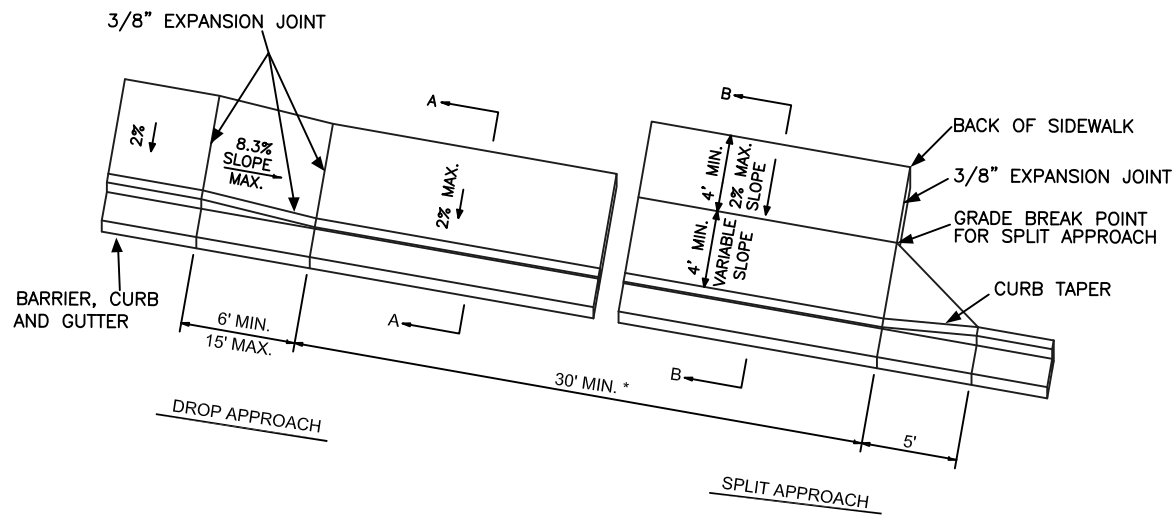 3/8" EXPANSION JOINT
2%
8.3%
SLOPE
MAX.
A
2% MAX.
A
BARRIER, CURB
AND GUTTER
6' MIN.
15' MAX.
DROP APPROACH
30' MIN. *
B
4' MIN.
2% MAX.
SLOPE
4' MIN.
VARIABLE
SLOPE
B
BACK OF SIDEWALK
3/8" EXPANSION JOINT
GRADE BREAK POINT
FOR SPLIT APPROACH
CURB TAPER
5'
SPLIT APPROACH